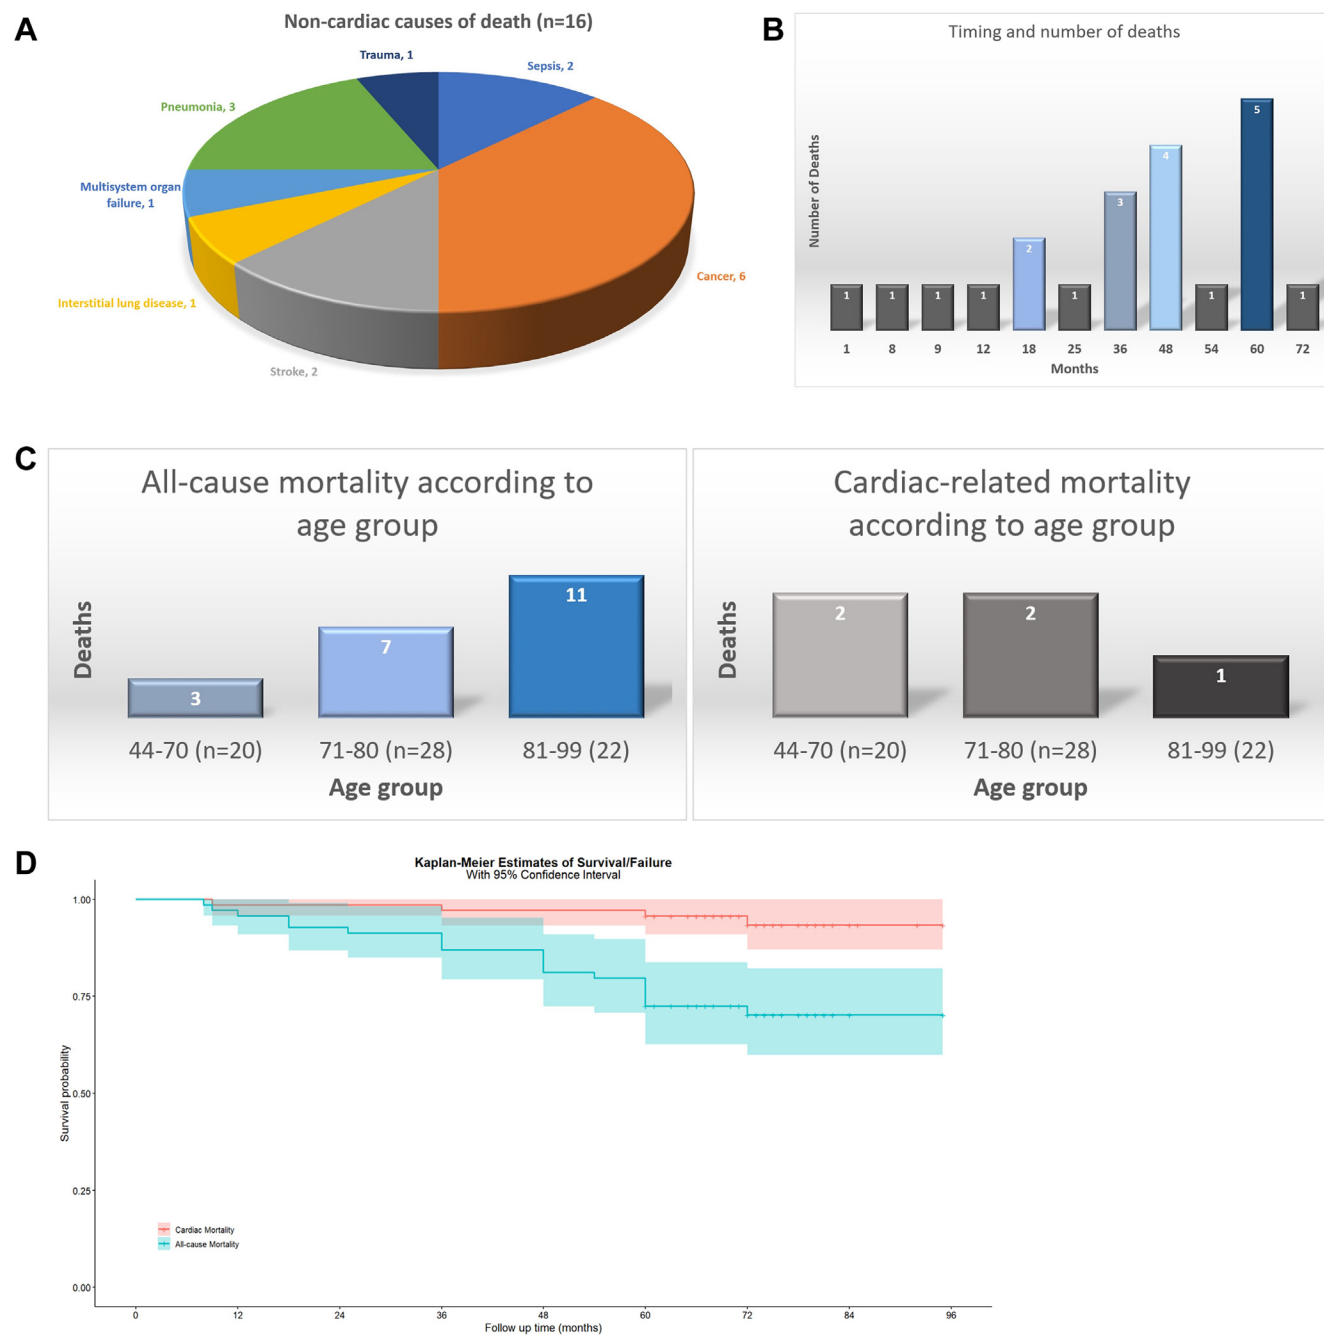 A
Non-cardiac causes of death (n=16)
Trauma, 1
Sepsis, 2
Pneumonia, 3
Multisystem organ
failure, 1
Cancer, 6
Interstitial lung disease, 1
Stroke, 2
B
Timing and number of deaths
Number of Deaths
1
1
1
1
2
1
3
4
1
5
1
1 8 9 12 18 25 36 48 54 60 72
Months
C
All-cause mortality according to
age group
Deaths
3
7
11
44-70 (n=20) 71-80 (n=28) 81-99 (22)
Age group
Cardiac-related mortality
according to age group
Deaths
2
2
1
44-70 (n=20) 71-80 (n=28) 81-99 (22)
Age group
D
Kaplan-Meier Estimates of Survival/Failure
With 95% Confidence Interval
Survival probability
1.00
0.75
0.50
0.25
0.00
Cardiac Mortality
All-cause Mortality
0 12 24 36 48 60 72 84 96
Follow up time (months)